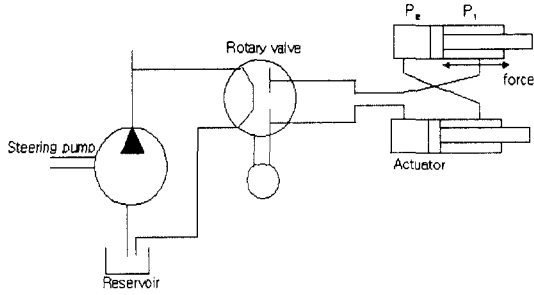 P₂ P₁
Rotary valve
force
Steering pump
Actuator
Reservoir